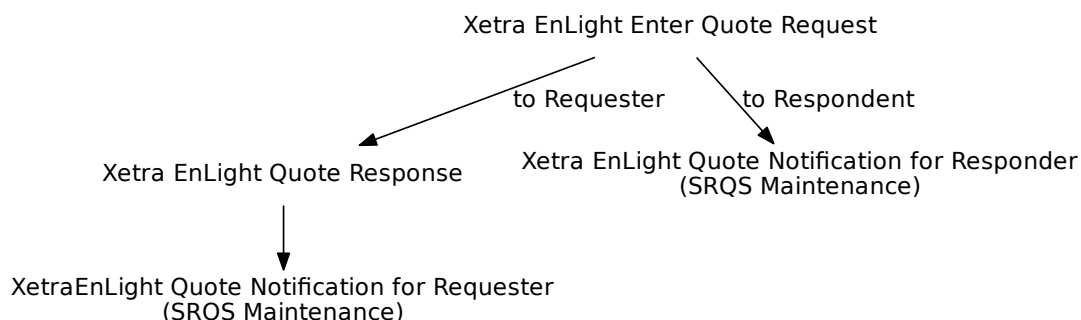 Xetra EnLight Enter Quote Request
to Requester
to Respondent
Xetra EnLight Quote Response
Xetra EnLight Quote Notification for Responder
(SRQS Maintenance)
XetraEnLight Quote Notification for Requester
(SRQS Maintenance)